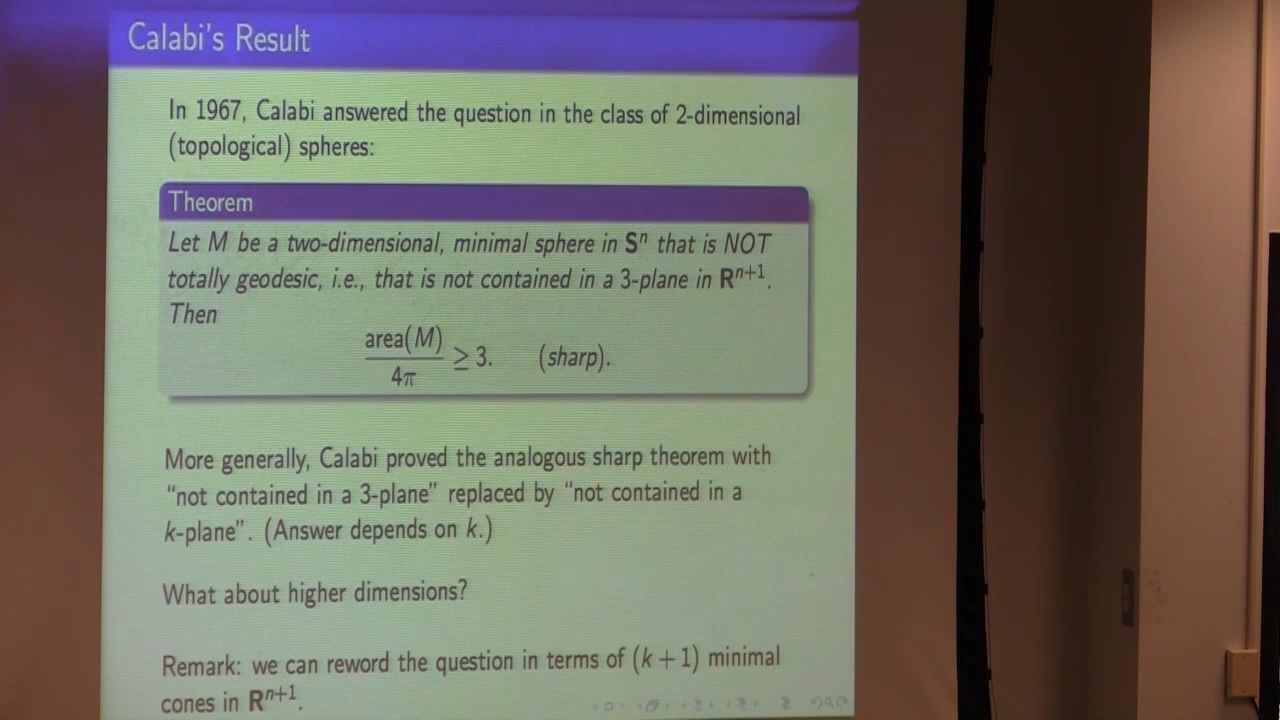 Calabi's Result
In 1967, Calabi answered the question in the class of 2-dimensional
(topological) spheres:
Theorem
Let M be a two-dimensional, minimal sphere in Sⁿ that is NOT
totally geodesic, i.e., that is not contained in a 3-plane in Rⁿ⁺¹.
Then
area(M)/4π ≥ 3. (sharp).
More generally, Calabi proved the analogous sharp theorem with
"not contained in a 3-plane" replaced by "not contained in a
k-plane". (Answer depends on k.)
What about higher dimensions?
Remark: we can reword the question in terms of (k + 1) minimal
cones in Rⁿ⁺¹.